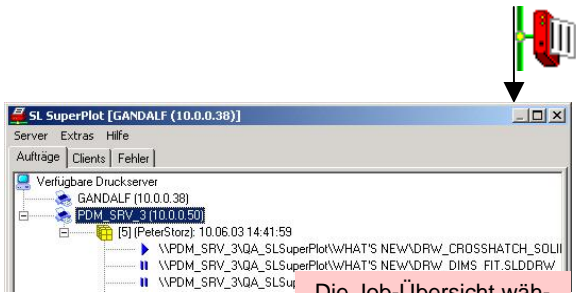 SL SuperPlot [GANDALF (10.0.0.38)]
Server Extras Hilfe
Aufträge Clients Fehler
Verfügbare Druckserver
GANDALF (10.0.0.38)
PDM_SRV_3 (10.0.0.50)
[5] (PeterStorz): 10.06.03 14:41:59
\\PDM_SRV_3\QA_SLSuperPlot\WHAT'S NEW\DRW_CROSSHATCH_SOLI
\\PDM_SRV_3\QA_SLSuperPlot\WHAT'S NEW\DRW_DIMS_FIT.SLDDRW
\\PDM_SRV_3\QA_SLSup
Die Job-Übersicht wäh-